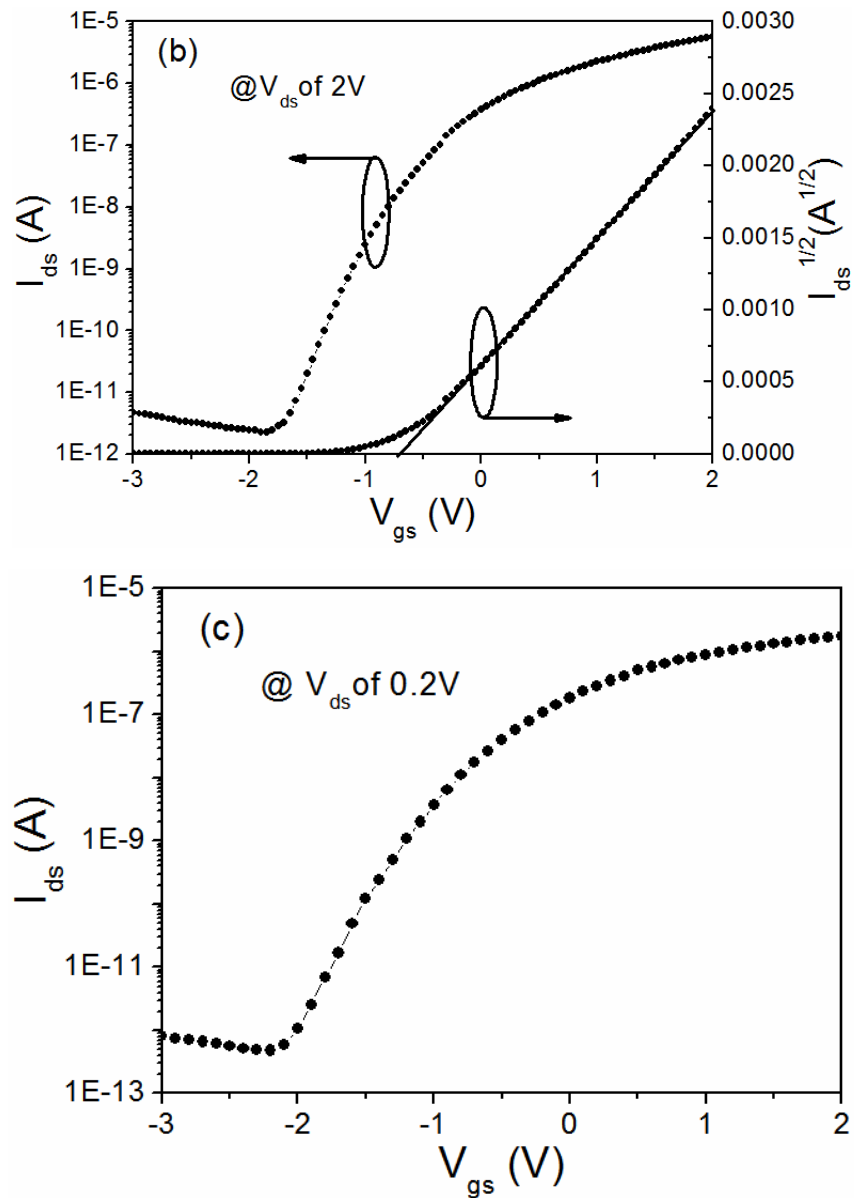 (b)
@V_ds of 2V
1E-5
1E-6
1E-7
1E-8
1E-9
1E-10
1E-11
1E-12
I_ds (A)
0.0030
0.0025
0.0020
0.0015
0.0010
0.0005
0.0000
I_ds^1/2 (A^1/2)
-3 -2 -1 0 1 2
V_gs (V)
(c)
@ V_ds of 0.2V
1E-5
1E-7
1E-9
1E-11
1E-13
I_ds (A)
-3 -2 -1 0 1 2
V_gs (V)